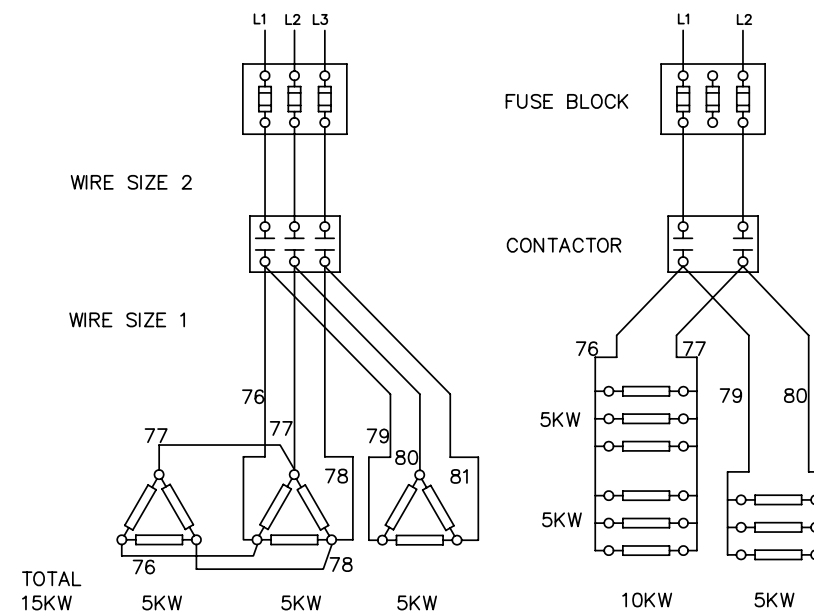 L1 L2 L3 L1 L2
FUSE BLOCK
WIRE SIZE 2
CONTACTOR
WIRE SIZE 1
76 77
76 79 80
77 77 79
5KW
80
78 81
5KW
76 78
TOTAL
15KW 5KW 5KW 5KW 10KW 5KW